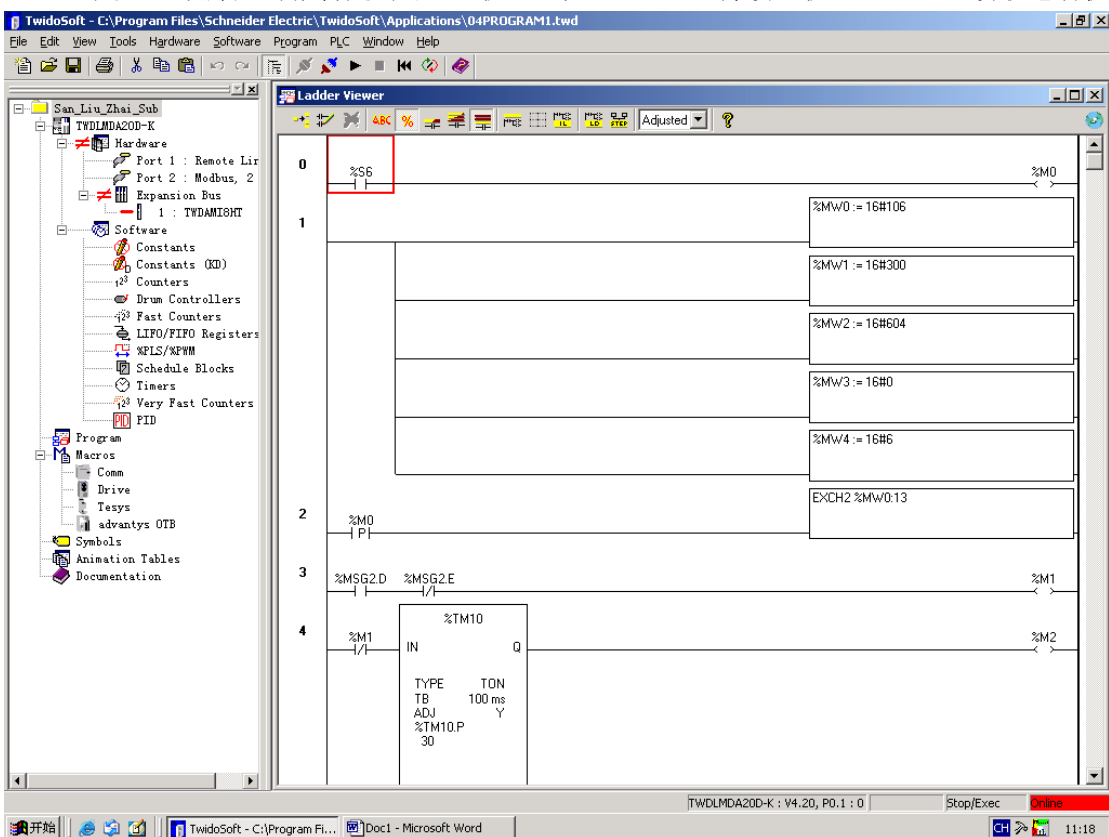 TwidoSoft - C:\Program Files\Schneider Electric\TwidoSoft\Applications\04PROGRAM1.twd
File Edit View Tools Hardware Software Program PLC Window Help
San_Liu_Zhai_Sub
TWDLMDA20D-K
Hardware
Port 1 : Remote Lir
Port 2 : Modbus, 2
Expansion Bus
1 : TWDAMI8HT
Software
Constants
Constants (KD)
Counters
Drum Controllers
Fast Counters
LIFO/FIFO Registers
%PLS/%PWM
Schedule Blocks
Timers
Very Fast Counters
PID
Program
Macros
Comm
Drive
Tesys
advantys OTB
Symbols
Animation Tables
Documentation
Ladder Viewer
ABC % Adjusted
0 %S6 %M0
1 %MW0 := 16#106
%MW1 := 16#300
%MW2 := 16#604
%MW3 := 16#0
%MW4 := 16#6
2 %M0 P EXCH2 %MW0:13
3 %MSG2.D %MSG2.E %M1
4 %M1 %TM10 %M2
IN Q
TYPE TON
TB 100 ms
ADJ Y
%TM10.P
30
TWDLMDA20D-K : V4.20, P0.1 : 0 Stop/Exec Online
开始 TwidoSoft - C:\Program Fi... Doc1 - Microsoft Word CH 11:18